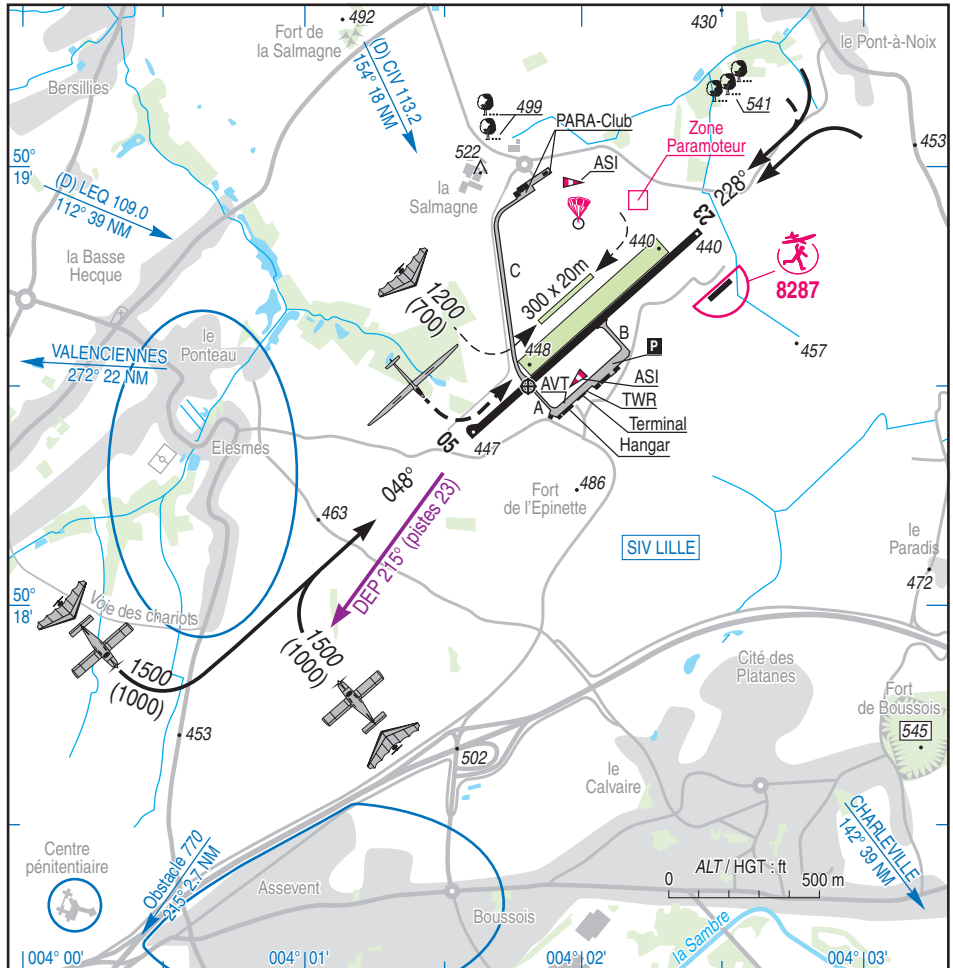 492
Fort de
la Salmagne
(D) CIV 113.2
154° 18 NM
430
le Pont-à-Noix
Bersillies
499
541
PARA-Club
Zone
Paramoteur
453
50°
19'
522
ASI
la
Salmagne
(D) LEQ 109.0
112° 39 NM
228°
23
440
440
la Basse
Hecque
C
1200
(700)
300 x 20m
8287
448
B
P
457
le
Ponteau
VALENCIENNES
272° 22 NM
AVT
ASI
TWR
A
Terminal
Hangar
05
447
Elesmes
048°
486
Fort
de l'Epinette
463
DEP 215° (pistes 23)
SIV LILLE
le
Paradis
472
50°
18'
Voie des chariots
1500
(1000)
1500
(1000)
Cité des
Platanes
Fort
de Boussois
545
453
502
le
Calvaire
CHARLEVILLE
142° 39 NM
Centre
pénitentiaire
Obstacle 770
215° 2.7 NM
ALT / HGT : ft
0
500 m
Assevent
Boussois
la Sambre
004° 00'
004° 01'
004° 02'
004° 03'